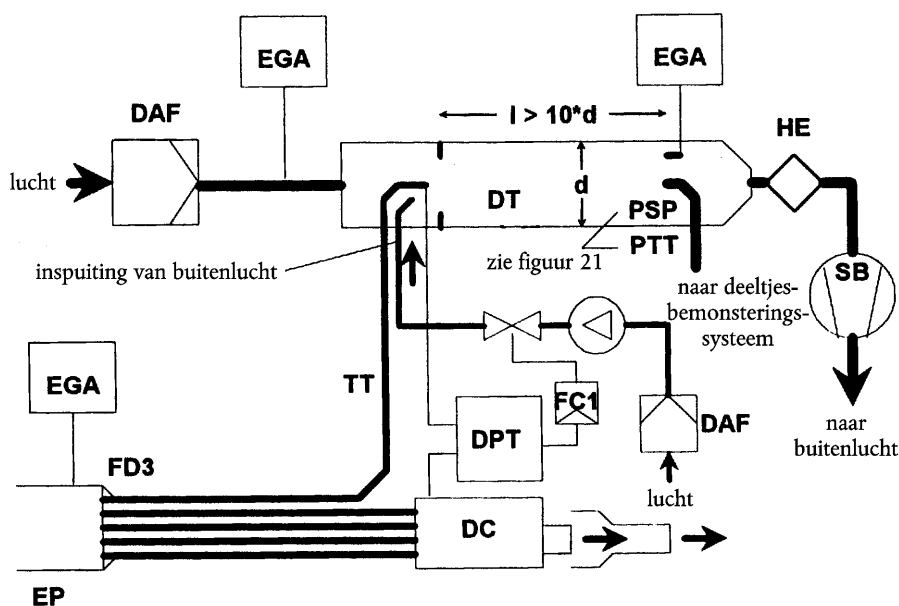 EGA
EGA
DAF
l > 10*d
HE
lucht
d
DT
PSP
PTT
zie figuur 21
inspuiting van buitenlucht
naar deeltjes-
bemonsterings-
systeem
SB
EGA
TT
FC1
DAF
DPT
naar
buitenlucht
FD3
lucht
DC
EP